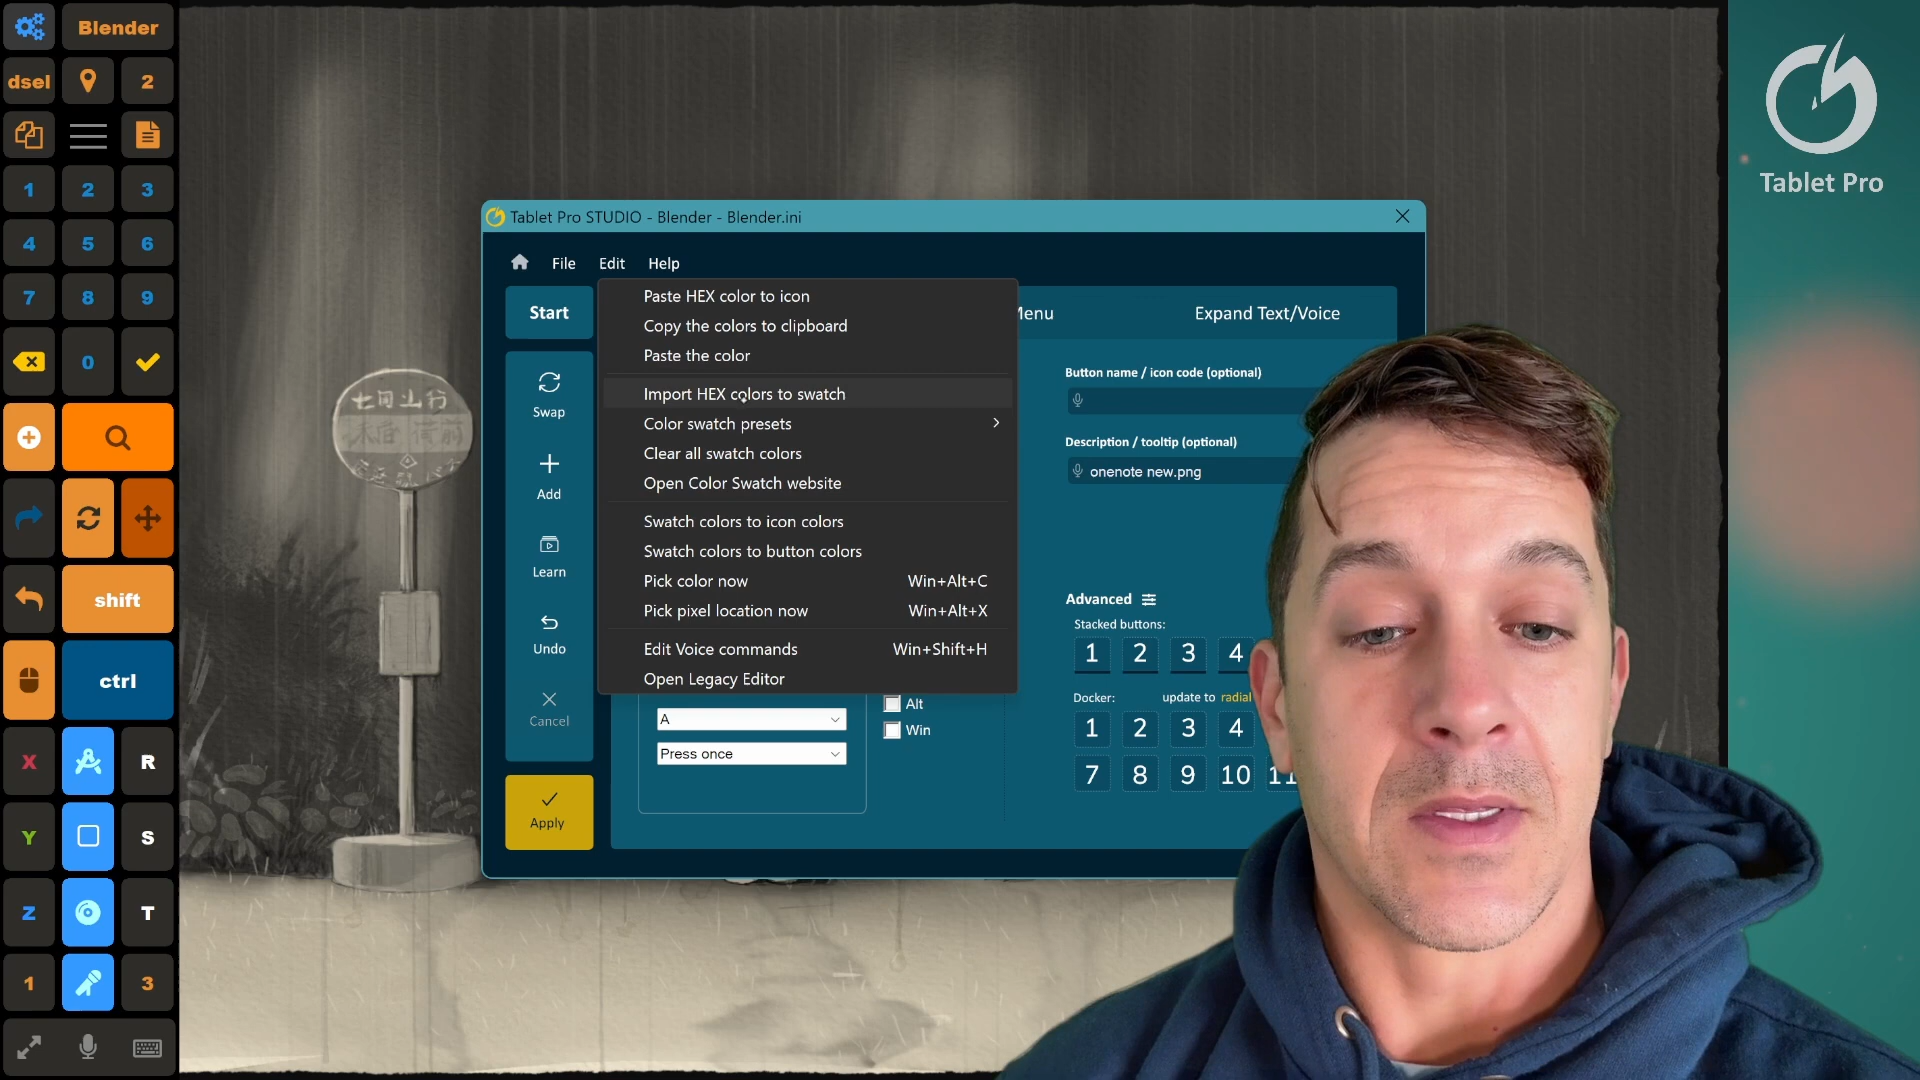 Blender
dsel
2
1 2 3
4 5 6
7 8 9
0
shift
ctrl
X R
Y S
Z T
1 3
Tablet Pro STUDIO - Blender - Blender.ini
File Edit Help
Start
Menu
Expand Text/Voice
Swap
Add
Learn
Undo
Cancel
Apply
Paste HEX color to icon
Copy the colors to clipboard
Paste the color
Import HEX colors to swatch
Color swatch presets
Clear all swatch colors
Open Color Swatch website
Swatch colors to icon colors
Swatch colors to button colors
Pick color now Win+Alt+C
Pick pixel location now Win+Alt+X
Edit Voice commands Win+Shift+H
Open Legacy Editor
A
Press once
Alt
Win
Button name / icon code (optional)
Description / tooltip (optional)
onenote new.png
Advanced
Stacked buttons:
1 2 3 4
Docker: update to radial
1 2 3 4
7 8 9 10 11
Tablet Pro